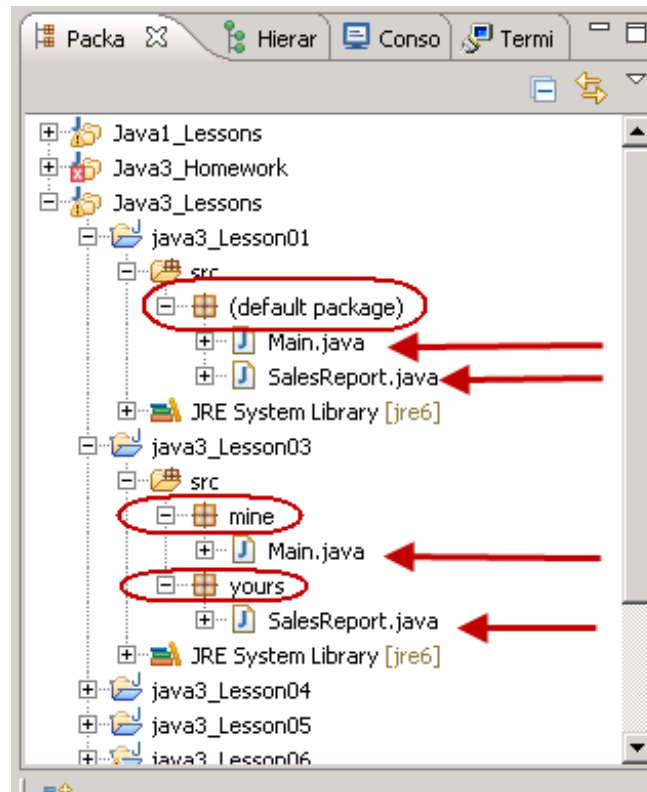 Packa Hierar Conso Termi
Java1_Lessons
Java3_Homework
Java3_Lessons
java3_Lesson01
src
(default package)
Main.java
SalesReport.java
JRE System Library [jre6]
java3_Lesson03
src
mine
Main.java
yours
SalesReport.java
JRE System Library [jre6]
java3_Lesson04
java3_Lesson05
java3_Lesson06